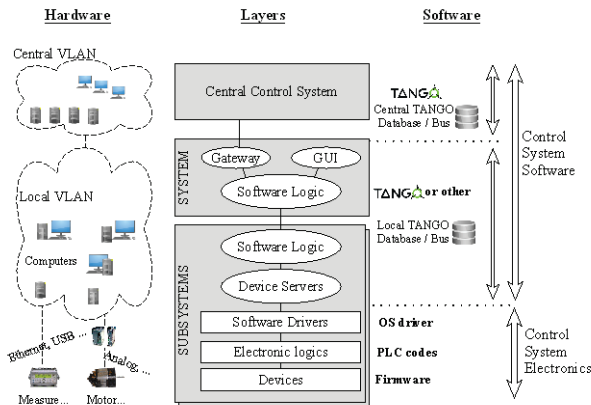 Hardware
Layers
Software
Central VLAN
Central Control System
TANGO
Central TANGO
Database / Bus
Control
System
Software
SYSTEM
Gateway
GUI
Software Logic
TANGO or other
Local TANGO
Database / Bus
Local VLAN
Computers
SUBSYSTEMS
Software Logic
Device Servers
Software Drivers
OS driver
Electronic logics
PLC codes
Devices
Firmware
Control
System
Electronics
Ethernet, USB ...
Analog, ...
Measure...
Motor...